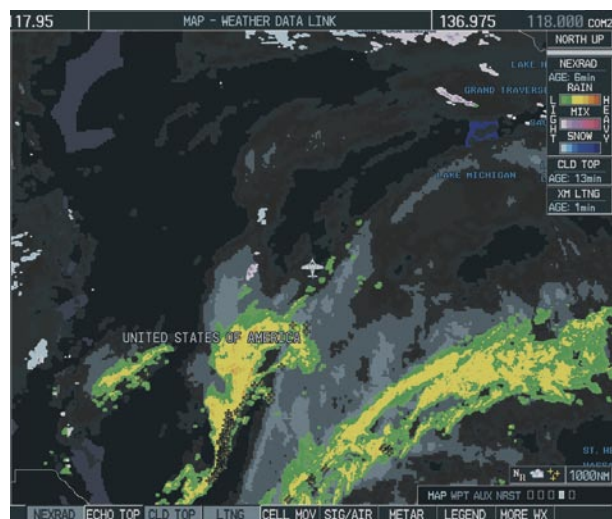 17.95 MAP – WEATHER DATA LINK 136.975 118.000 COM2
NORTH UP
NEXRAD
AGE: 6min
RAIN
LIGHT
HEAVY
MIX
SNOW
CLD TOP
AGE: 13min
XM LTNG
AGE: 1min
LAKE
GRAND TRAVERSE
LAKE MICHIGAN
UNITED STATES OF AMERICA
1000NM
MAP WPT AUX NRST
NEXRAD ECHO TOP CLD TOP LTNG CELL MOV SIG/AIR METAR LEGEND MORE WX